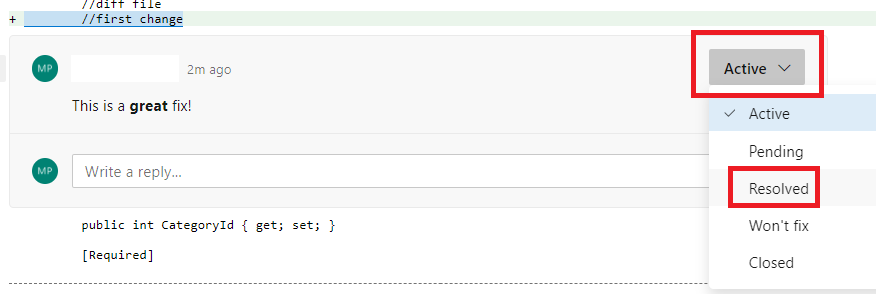 //diff file
+ //first change
MP 2m ago
Active
This is a great fix!
Active
Pending
MP Write a reply...
Resolved
public int CategoryId { get; set; }
Won't fix
[Required]
Closed